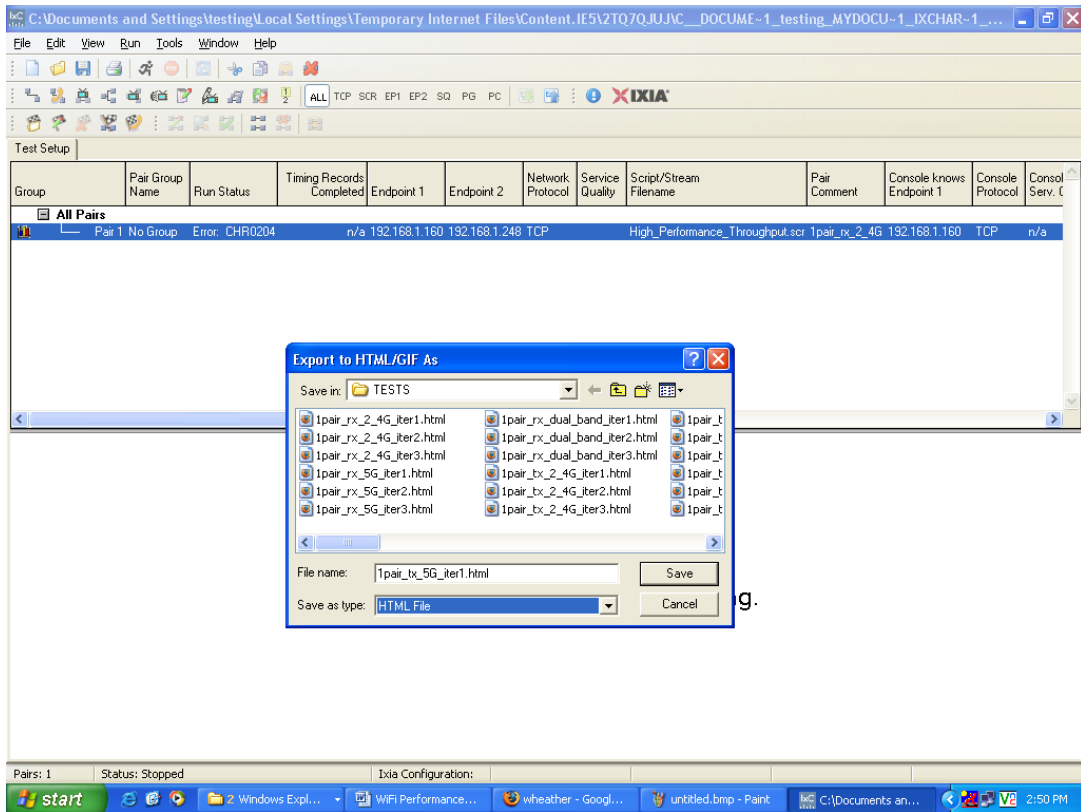 C:\Documents and Settings\testing\Local Settings\Temporary Internet Files\Content.IE5\2TQ7QJUJ\C__DOCUME~1_testing_MYDOCU~1_IXCHAR~1_...
File Edit View Run Tools Window Help
ALL TCP SCR EP1 EP2 SQ PG PC IXIA
Test Setup
Group Pair Group Name Run Status Timing Records Completed Endpoint 1 Endpoint 2 Network Protocol Service Quality Script/Stream Filename Pair Comment Console knows Endpoint 1 Console Protocol Consol Serv. (
All Pairs
Pair 1 No Group Error: CHR0204 n/a 192.168.1.160 192.168.1.248 TCP High_Performance_Throughput.scr 1pair_rx_2_4G 192.168.1.160 TCP n/a
Export to HTML/GIF As
Save in: TESTS
1pair_rx_2_4G_iter1.html 1pair_rx_dual_band_iter1.html 1pair_t
1pair_rx_2_4G_iter2.html 1pair_rx_dual_band_iter2.html 1pair_t
1pair_rx_2_4G_iter3.html 1pair_rx_dual_band_iter3.html 1pair_t
1pair_rx_5G_iter1.html 1pair_tx_2_4G_iter1.html 1pair_t
1pair_rx_5G_iter2.html 1pair_tx_2_4G_iter2.html 1pair_t
1pair_rx_5G_iter3.html 1pair_tx_2_4G_iter3.html 1pair_t
File name: 1pair_tx_5G_iter1.html Save
Save as type: HTML File Cancel
g.
Pairs: 1 Status: Stopped Ixia Configuration:
start 2 Windows Expl... WiFi Performance... wheather - Googl... untitled.bmp - Paint C:\Documents an... 2:50 PM